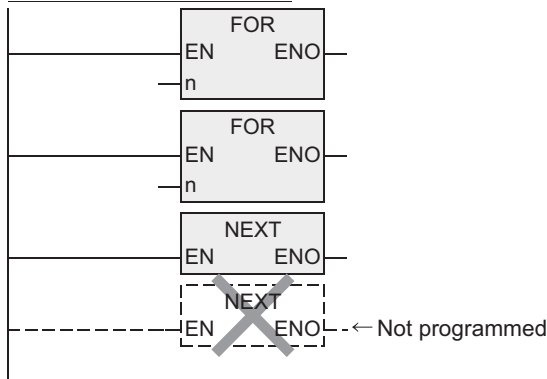 FOR
EN ENO
n
FOR
EN ENO
n
NEXT
EN ENO
NEXT
EN ENO ← Not programmed